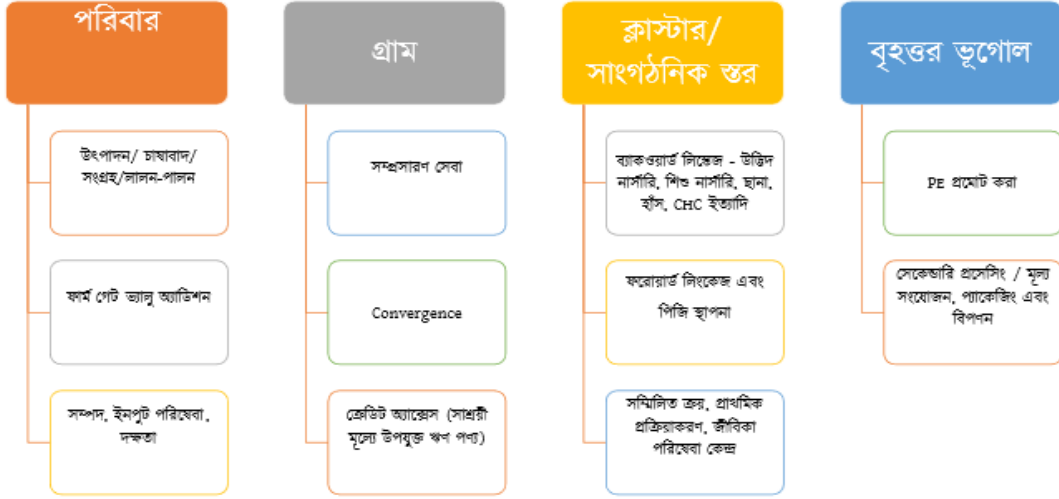 পরিবার
উৎপাদন/ চাষাবাদ/
সংগ্রহ/লালন-পালন
ফার্ম গেট ভ্যালু অ্যাডিশন
সম্পদ, ইনপুট পরিষেবা,
দক্ষতা
গ্রাম
সম্প্রসারণ সেবা
Convergence
ক্রেডিট অ্যাক্সেস (সাশ্রয়ী
মূল্যে উপযুক্ত ঋণ পণ্য)
ক্লাস্টার/
সাংগঠনিক স্তর
ব্যাকওয়ার্ড লিঙ্কেজ - উদ্ভিদ
নার্সারি, শিশু নার্সারি, ছানা,
হাঁস, CHC ইত্যাদি
ফরোয়ার্ড লিংকেজ এবং
পিজি স্থাপনা
সম্মিলিত ক্রয়, প্রাথমিক
প্রক্রিয়াকরণ, জীবিকা
পরিষেবা কেন্দ্র
বৃহত্তর ভূগোল
PE প্রমোট করা
সেকেন্ডারি প্রসেসিং / মূল্য
সংযোজন, প্যাকেজিং এবং
বিপণন